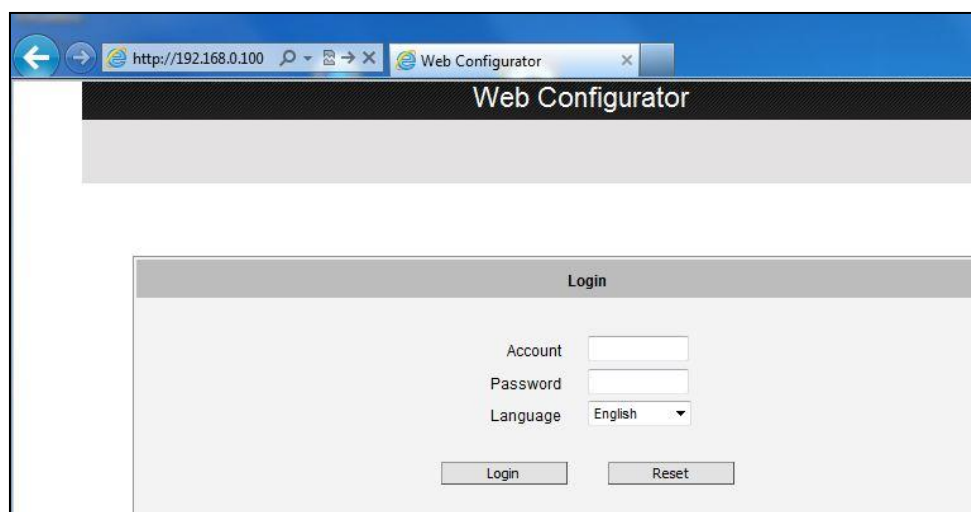 http://192.168.0.100 Web Configurator
Web Configurator
Login
Account
Password
Language English
Login Reset